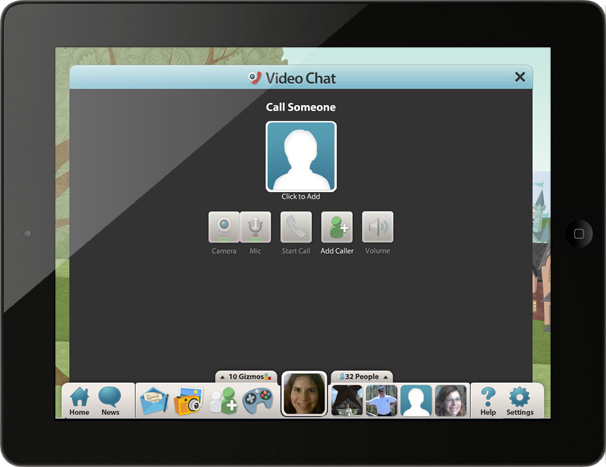 Video Chat
Call Someone
Click to Add
Camera
Mic
Start Call
Add Caller
Volume
10 Gizmos
32 People
Home
News
Help
Settings